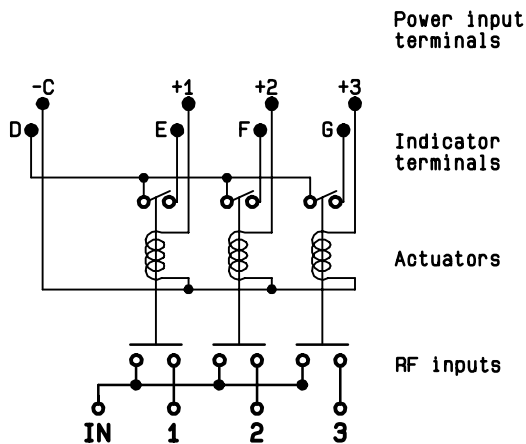 Power input
terminals
-C +1 +2 +3
D E F G
Indicator
terminals
Actuators
RF inputs
IN 1 2 3